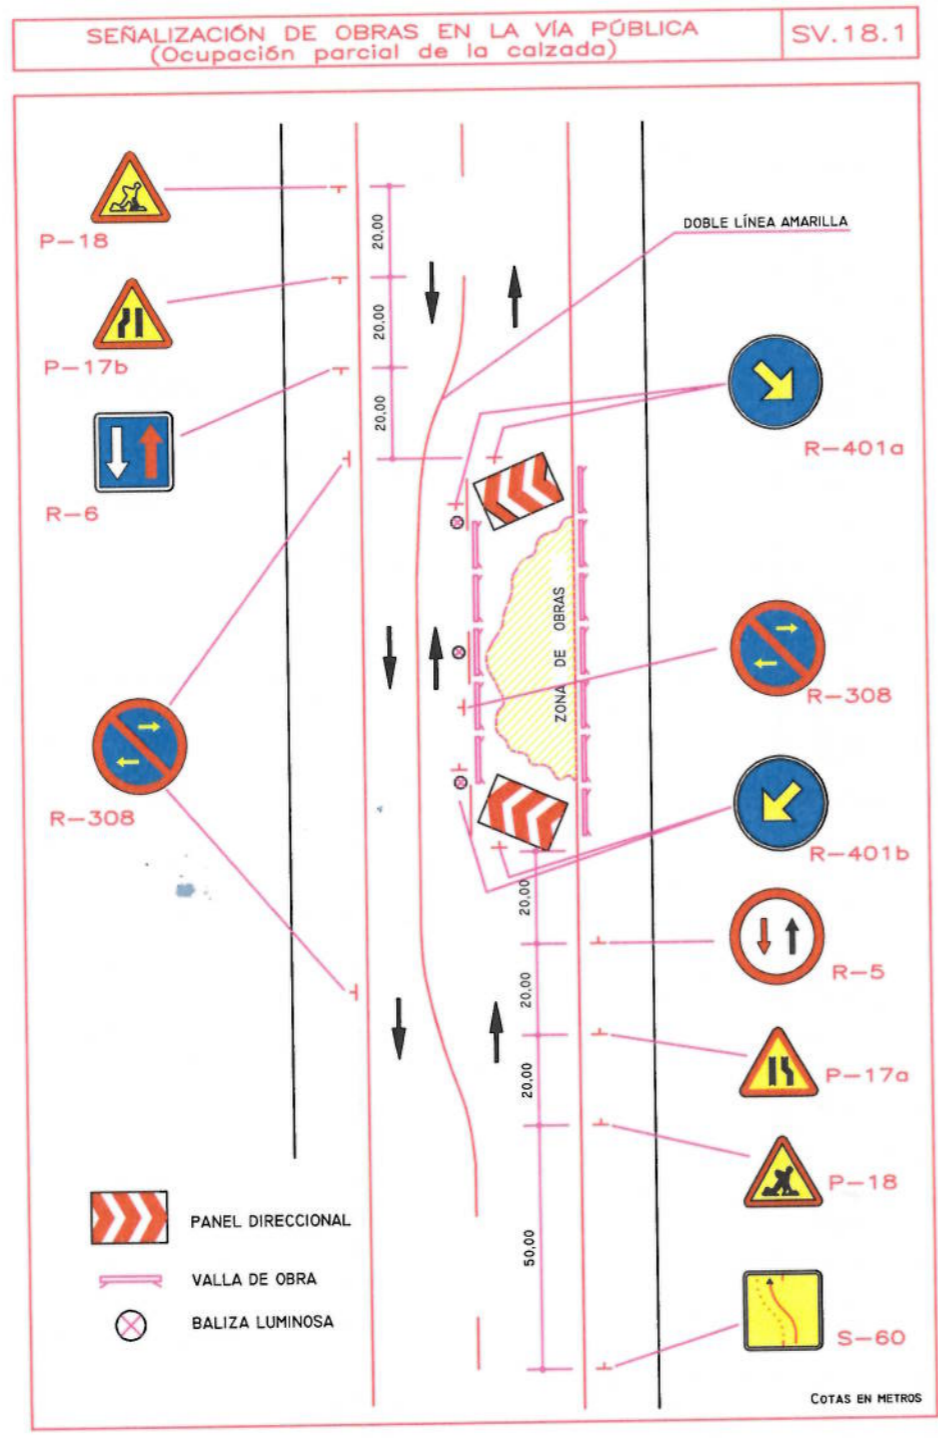 SEÑALIZACIÓN DE OBRAS EN LA VÍA PÚBLICA
(Ocupación parcial de la calzada)
SV.18.1
P-18
20,00
DOBLE LÍNEA AMARILLA
P-17b
20,00
R-6
20,00
R-401a
ZONA DE OBRAS
R-308
R-308
R-401b
20,00
R-5
20,00
P-17a
20,00
P-18
50,00
S-60
PANEL DIRECCIONAL
VALLA DE OBRA
BALIZA LUMINOSA
COTAS EN METROS